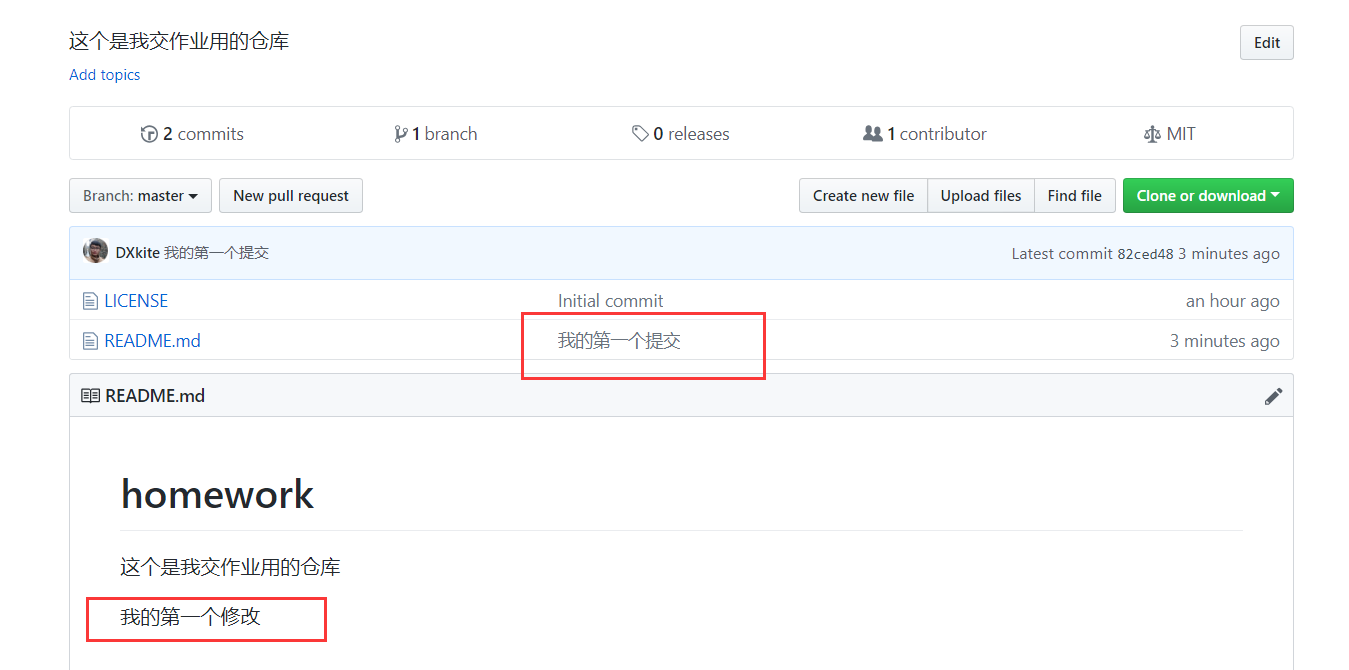 这个是我交作业用的仓库
Edit
Add topics
2 commits 1 branch 0 releases 1 contributor MIT
Branch: master New pull request Create new file Upload files Find file Clone or download
DXkite 我的第一个提交 Latest commit 82ced48 3 minutes ago
LICENSE Initial commit an hour ago
README.md 我的第一个提交 3 minutes ago
README.md
homework
这个是我交作业用的仓库
我的第一个修改